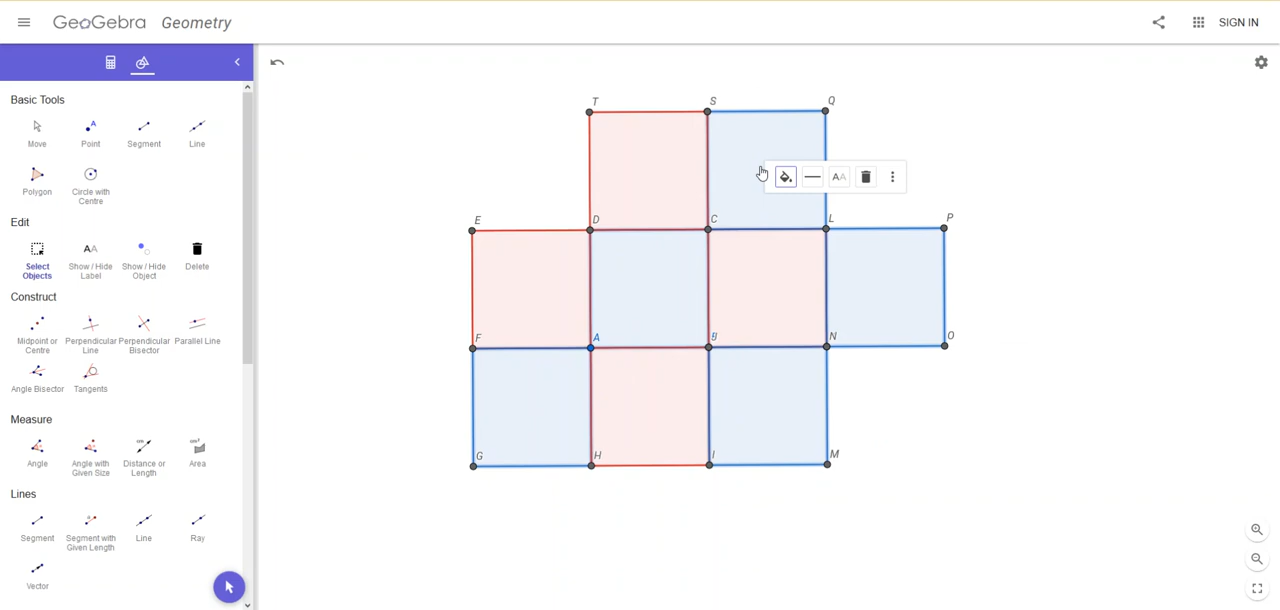 GeoGebra Geometry
SIGN IN
Basic Tools
Move
Point
Segment
Line
Polygon
Circle with
Centre
Edit
Select
Objects
Show / Hide
Label
Show / Hide
Object
Delete
Construct
Midpoint or
Centre
Perpendicular
Line
Perpendicular
Bisector
Parallel Line
Angle Bisector
Tangents
Measure
Angle
Angle with
Given Size
Distance or
Length
cm²
Area
Lines
Segment
Segment with
Given Length
Line
Ray
Vector
T
S
Q
AA
E
D
C
L
P
F
A
B
N
O
G
H
I
M